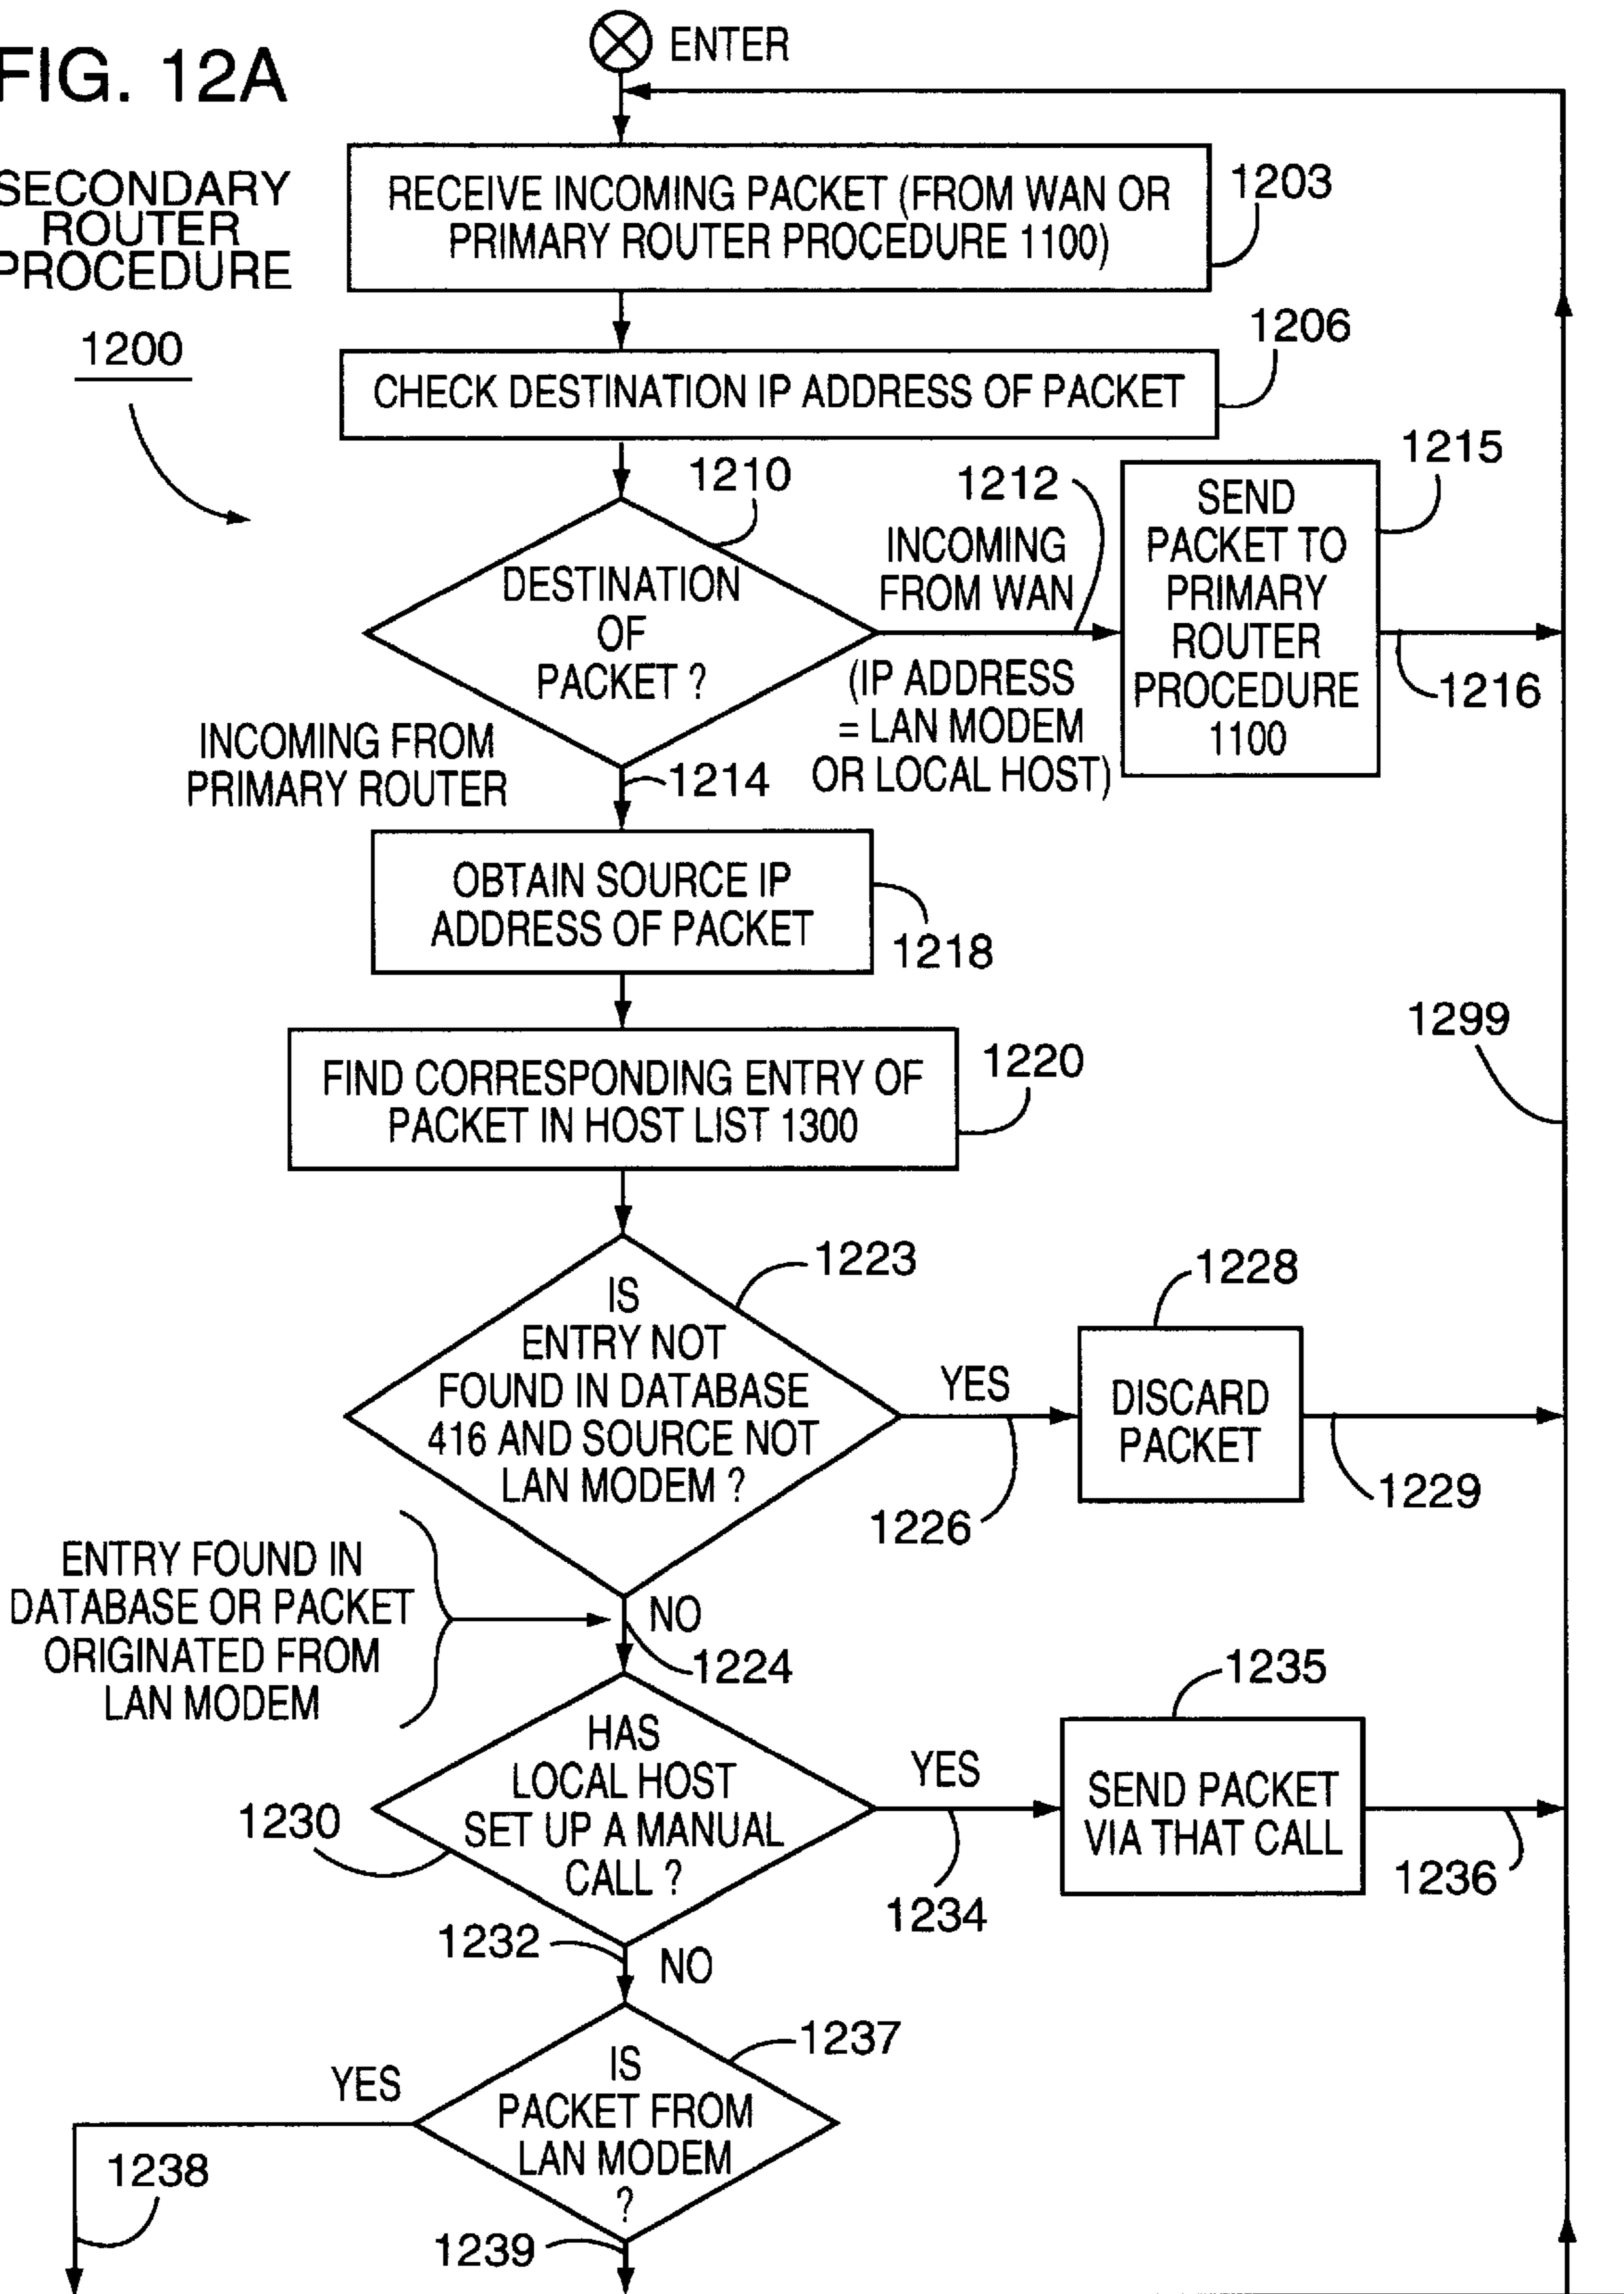 FIG. 12A
ENTER
SECONDARY
ROUTER
PROCEDURE
1200
RECEIVE INCOMING PACKET (FROM WAN OR
PRIMARY ROUTER PROCEDURE 1100)
1203
CHECK DESTINATION IP ADDRESS OF PACKET
1206
1210
DESTINATION
OF
PACKET ?
1212
INCOMING
FROM WAN
(IP ADDRESS
= LAN MODEM
OR LOCAL HOST)
1215
SEND
PACKET TO
PRIMARY
ROUTER
PROCEDURE
1100
1216
INCOMING FROM
PRIMARY ROUTER
1214
OBTAIN SOURCE IP
ADDRESS OF PACKET
1218
FIND CORRESPONDING ENTRY OF
PACKET IN HOST LIST 1300
1220
1299
1223
IS
ENTRY NOT
FOUND IN DATABASE
416 AND SOURCE NOT
LAN MODEM ?
YES
1226
1228
DISCARD
PACKET
1229
ENTRY FOUND IN
DATABASE OR PACKET
ORIGINATED FROM
LAN MODEM
NO
1224
HAS
LOCAL HOST
SET UP A MANUAL
CALL ?
1230
YES
1234
1235
SEND PACKET
VIA THAT CALL
1236
1232
NO
1237
IS
PACKET FROM
LAN MODEM
?
YES
1238
1239